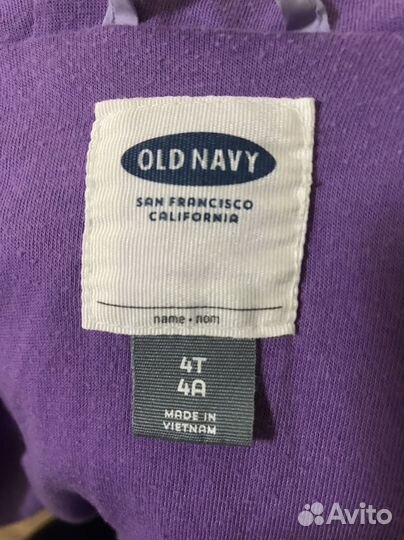 OLD NAVY
SAN FRANCISCO
CALIFORNIA
name • nom
4T
4A
MADE IN
VIETNAM
Avito